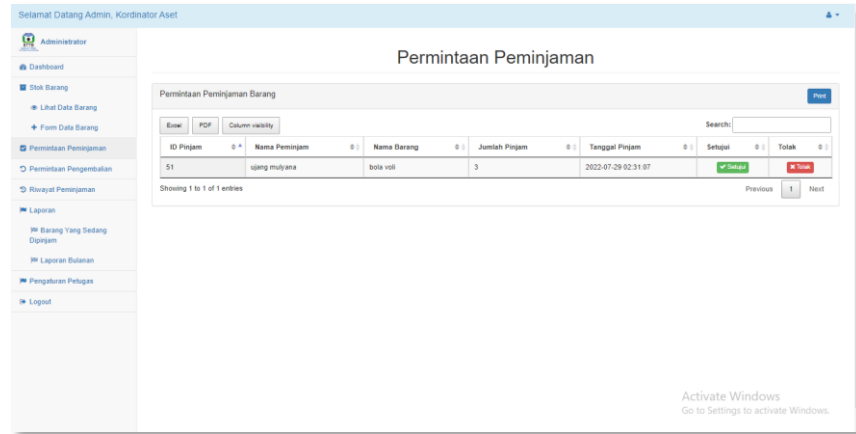 Selamat Datang Admin, Kordinator Aset
Administrator
Dashboard
Stok Barang
Lihat Data Barang
Form Data Barang
Permintaan Peminjaman
Permintaan Pengembalian
Riwayat Peminjaman
Laporan
Barang Yang Sedang
Dipinjam
Laporan Bulanan
Pengaturan Petugas
Logout
Permintaan Peminjaman
Permintaan Peminjaman Barang
Print
Excel PDF Column visibility
Search:
ID Pinjam Nama Peminjam Nama Barang Jumlah Pinjam Tanggal Pinjam Setujui Tolak
51 ujang mulyana bola voli 3 2022-07-29 02:31:07 Setujui Tolak
Showing 1 to 1 of 1 entries
Previous 1 Next
Activate Windows
Go to Settings to activate Windows.